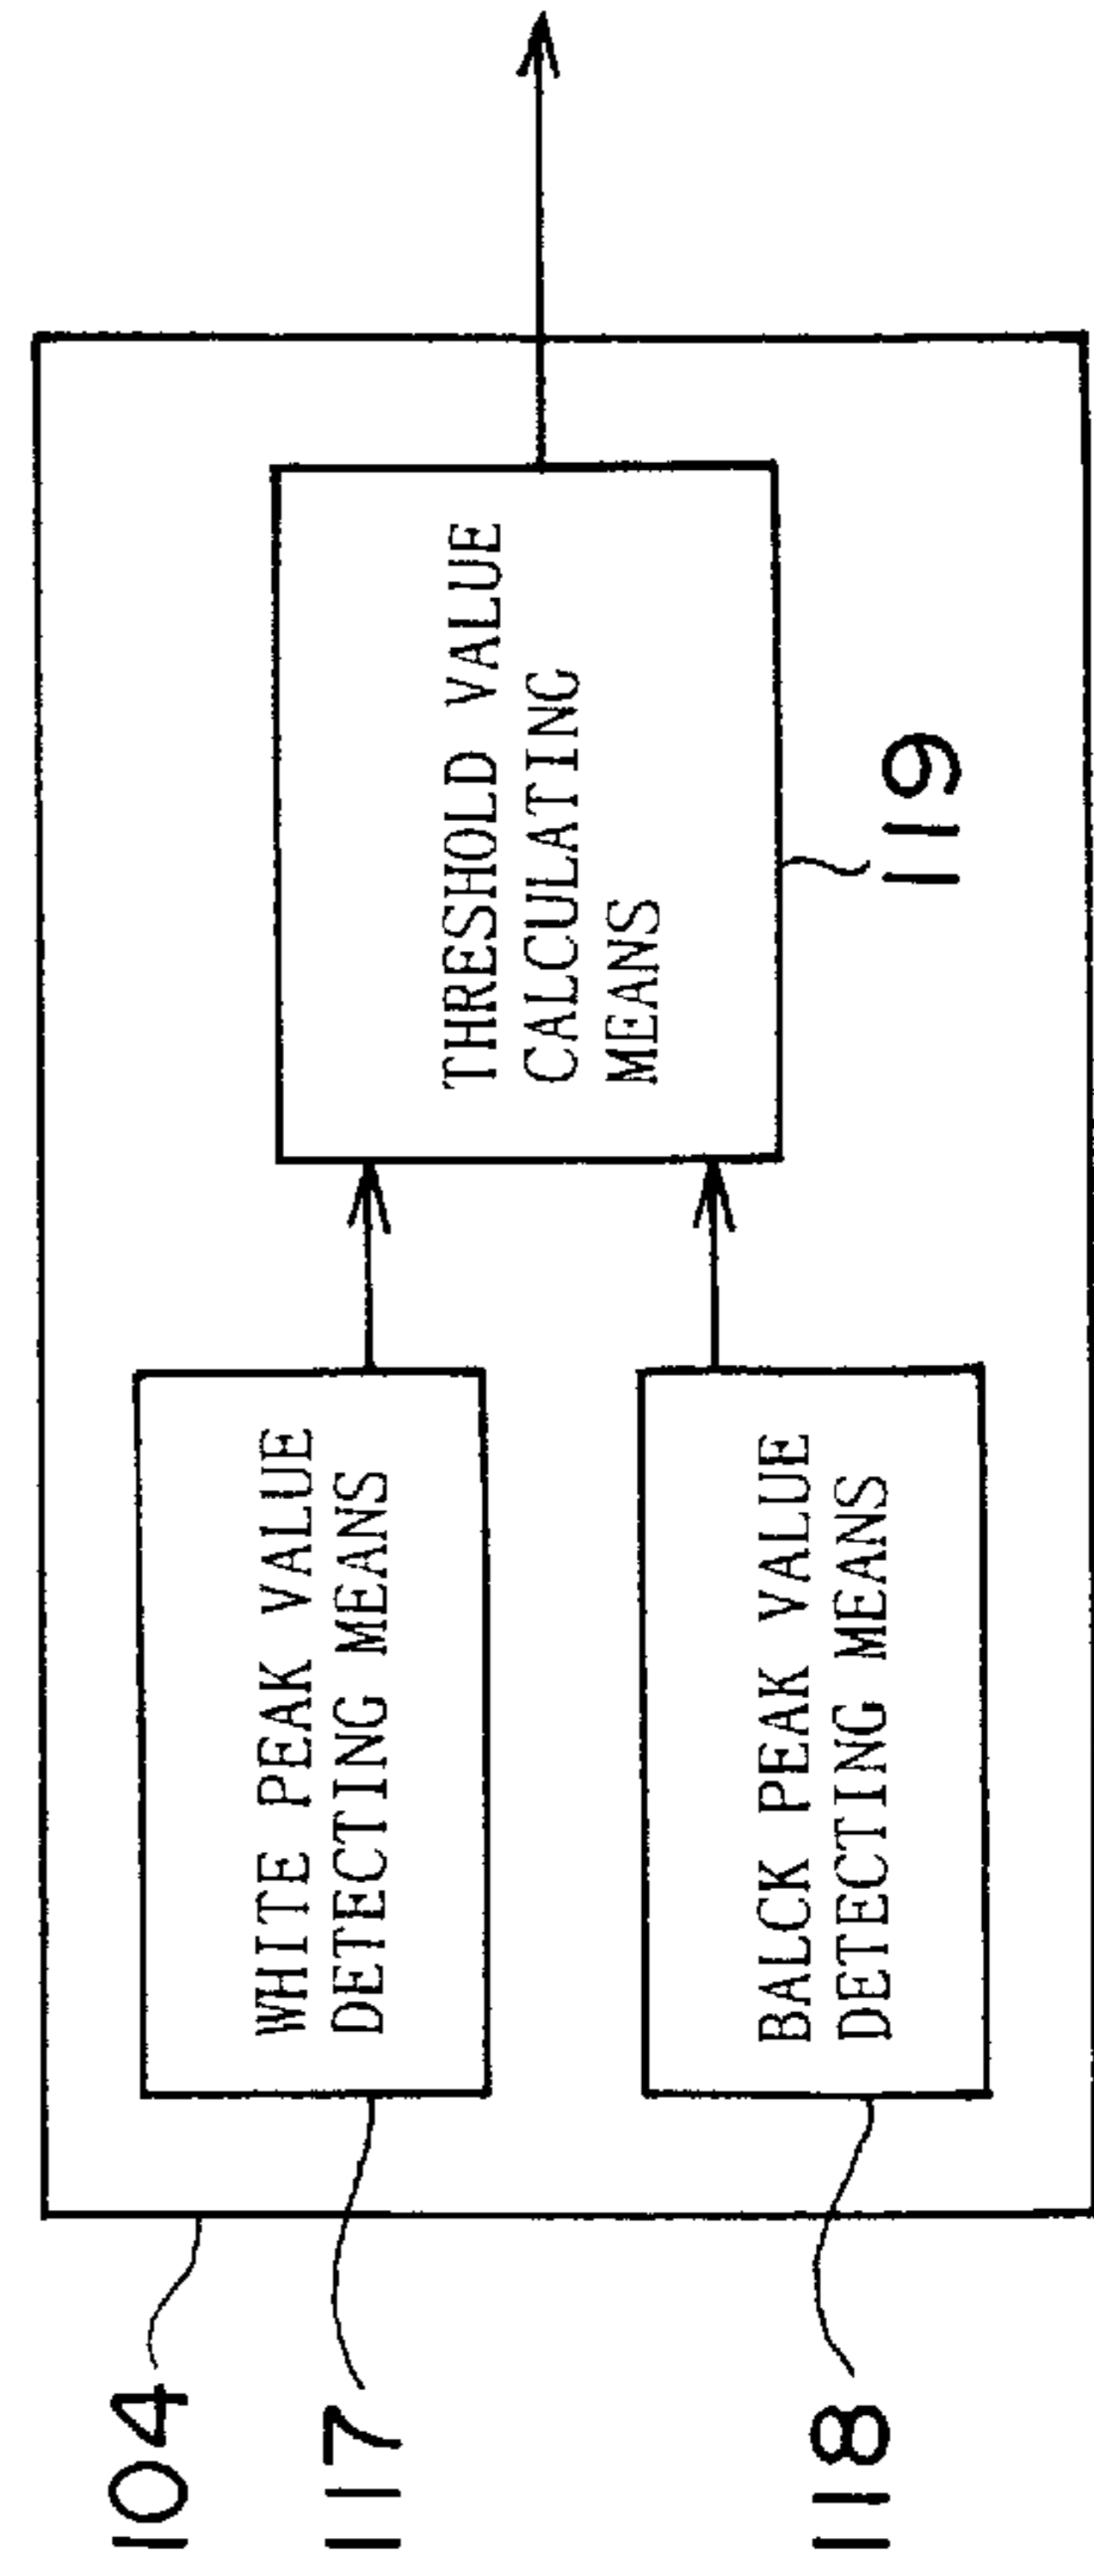 104
117
WHITE PEAK VALUE
DETECTING MEANS
118
BALCK PEAK VALUE
DETECTING MEANS
THRESHOLD VALUE
CALCULATING
MEANS
119